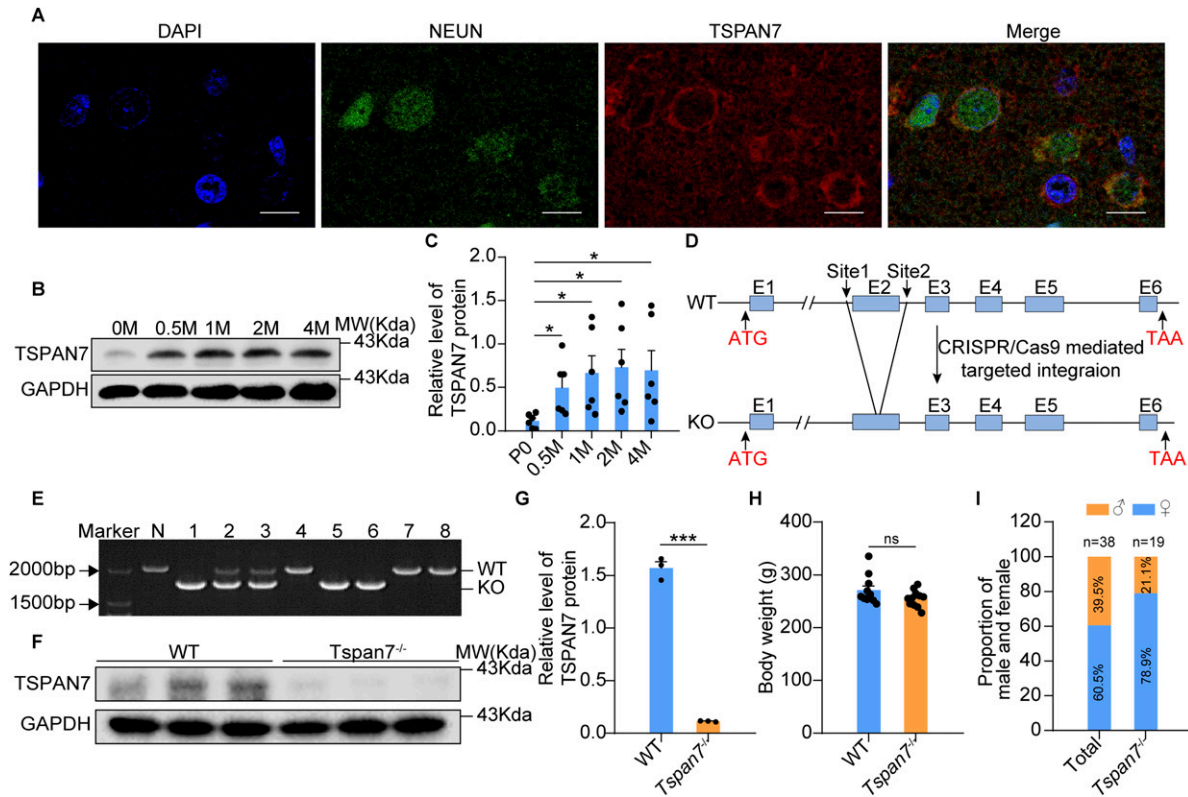 A
DAPI NEUN TSPAN7 Merge
B
0M 0.5M 1M 2M 4M MW(Kda)
TSPAN7 43Kda
GAPDH 43Kda
C
Relative level of
TSPAN7 protein
2.0
1.5
1.0
0.5
0.0
* * * *
P0 0.5M 1M 2M 4M
D
Site1 Site2
WT E1 // E2 E3 E4 E5 E6
ATG TAA
CRISPR/Cas9 mediated
targeted integraion
KO E1 // E3 E4 E5 E6
ATG TAA
E
Marker N 1 2 3 4 5 6 7 8
2000bp WT
1500bp KO
F
WT Tspan7-/- MW(Kda)
TSPAN7 43Kda
GAPDH 43Kda
G
Relative level of
TSPAN7 protein
2.0
1.5
1.0
0.5
0.0
***
WT Tspan7-/-
H
Body weight (g)
400
300
200
100
0
ns
WT Tspan7-/-
I
♂ ♀
Proportion of
male and female
120
100
80
60
40
20
0
n=38 n=19
39.5% 21.1%
60.5% 78.9%
Total Tspan7-/-